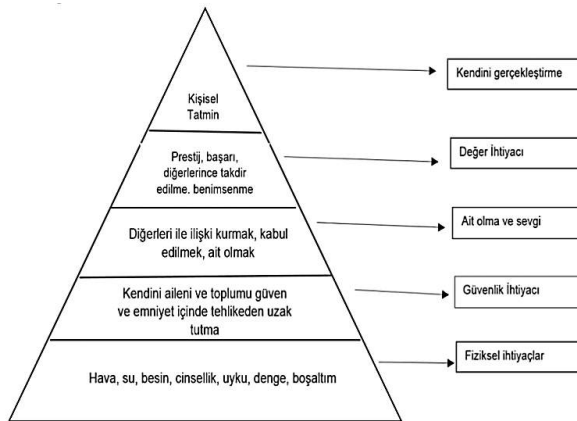 Kişisel
Tatmin
Kendini gerçekleştirme
Prestij, başarı,
diğerlerince takdir
edilme. benimsenme
Değer İhtiyacı
Diğerleri ile ilişki kurmak, kabul
edilmek, ait olmak
Ait olma ve sevgi
Kendini aileni ve toplumu güven
ve emniyet içinde tehlikeden uzak
tutma
Güvenlik İhtiyacı
Hava, su, besin, cinsellik, uyku, denge, boşaltım
Fiziksel ihtiyaçlar